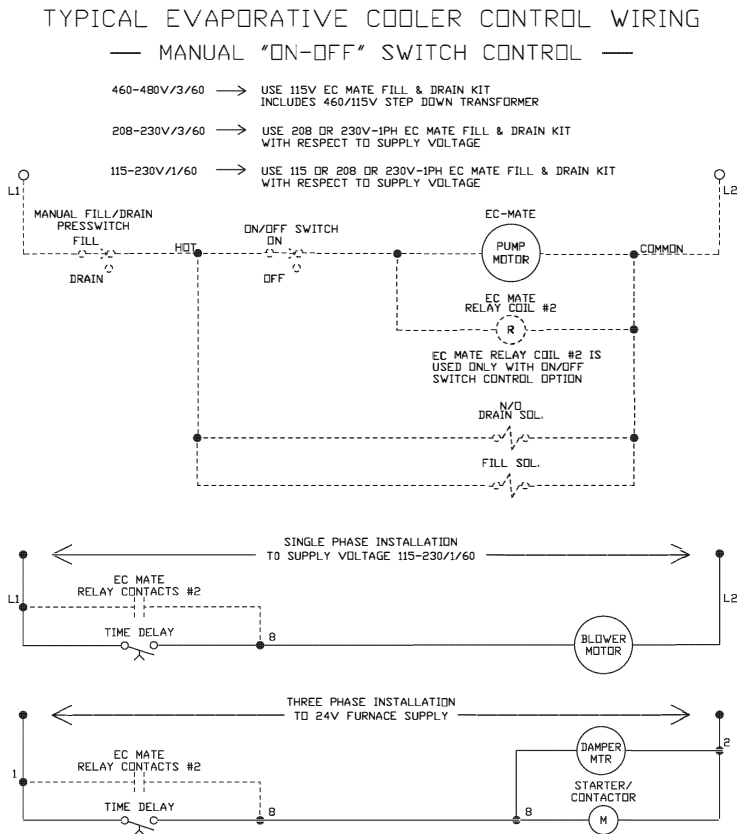 TYPICAL EVAPORATIVE COOLER CONTROL WIRING
MANUAL "ON-OFF" SWITCH CONTROL
460-480V/3/60 USE 115V EC MATE FILL & DRAIN KIT
INCLUDES 460/115V STEP DOWN TRANSFORMER
208-230V/3/60 USE 208 OR 230V-1PH EC MATE FILL & DRAIN KIT
WITH RESPECT TO SUPPLY VOLTAGE
115-230V/1/60 USE 115 OR 208 OR 230V-1PH EC MATE FILL & DRAIN KIT
WITH RESPECT TO SUPPLY VOLTAGE
L1
L2
MANUAL FILL/DRAIN
PRESSWITCH
FILL
DRAIN
HOT
ON/OFF SWITCH
ON
OFF
EC-MATE
PUMP
MOTOR
COMMON
EC MATE
RELAY COIL #2
R
EC MATE RELAY COIL #2 IS
USED ONLY WITH ON/OFF
SWITCH CONTROL OPTION
N/O
DRAIN SOL.
FILL SOL.
SINGLE PHASE INSTALLATION
TO SUPPLY VOLTAGE 115-230/1/60
L1
L2
EC MATE
RELAY CONTACTS #2
TIME DELAY
8
BLOWER
MOTOR
THREE PHASE INSTALLATION
TO 24V FURNACE SUPPLY
1
2
EC MATE
RELAY CONTACTS #2
TIME DELAY
8
8
DAMPER
MTR
STARTER/
CONTACTOR
M